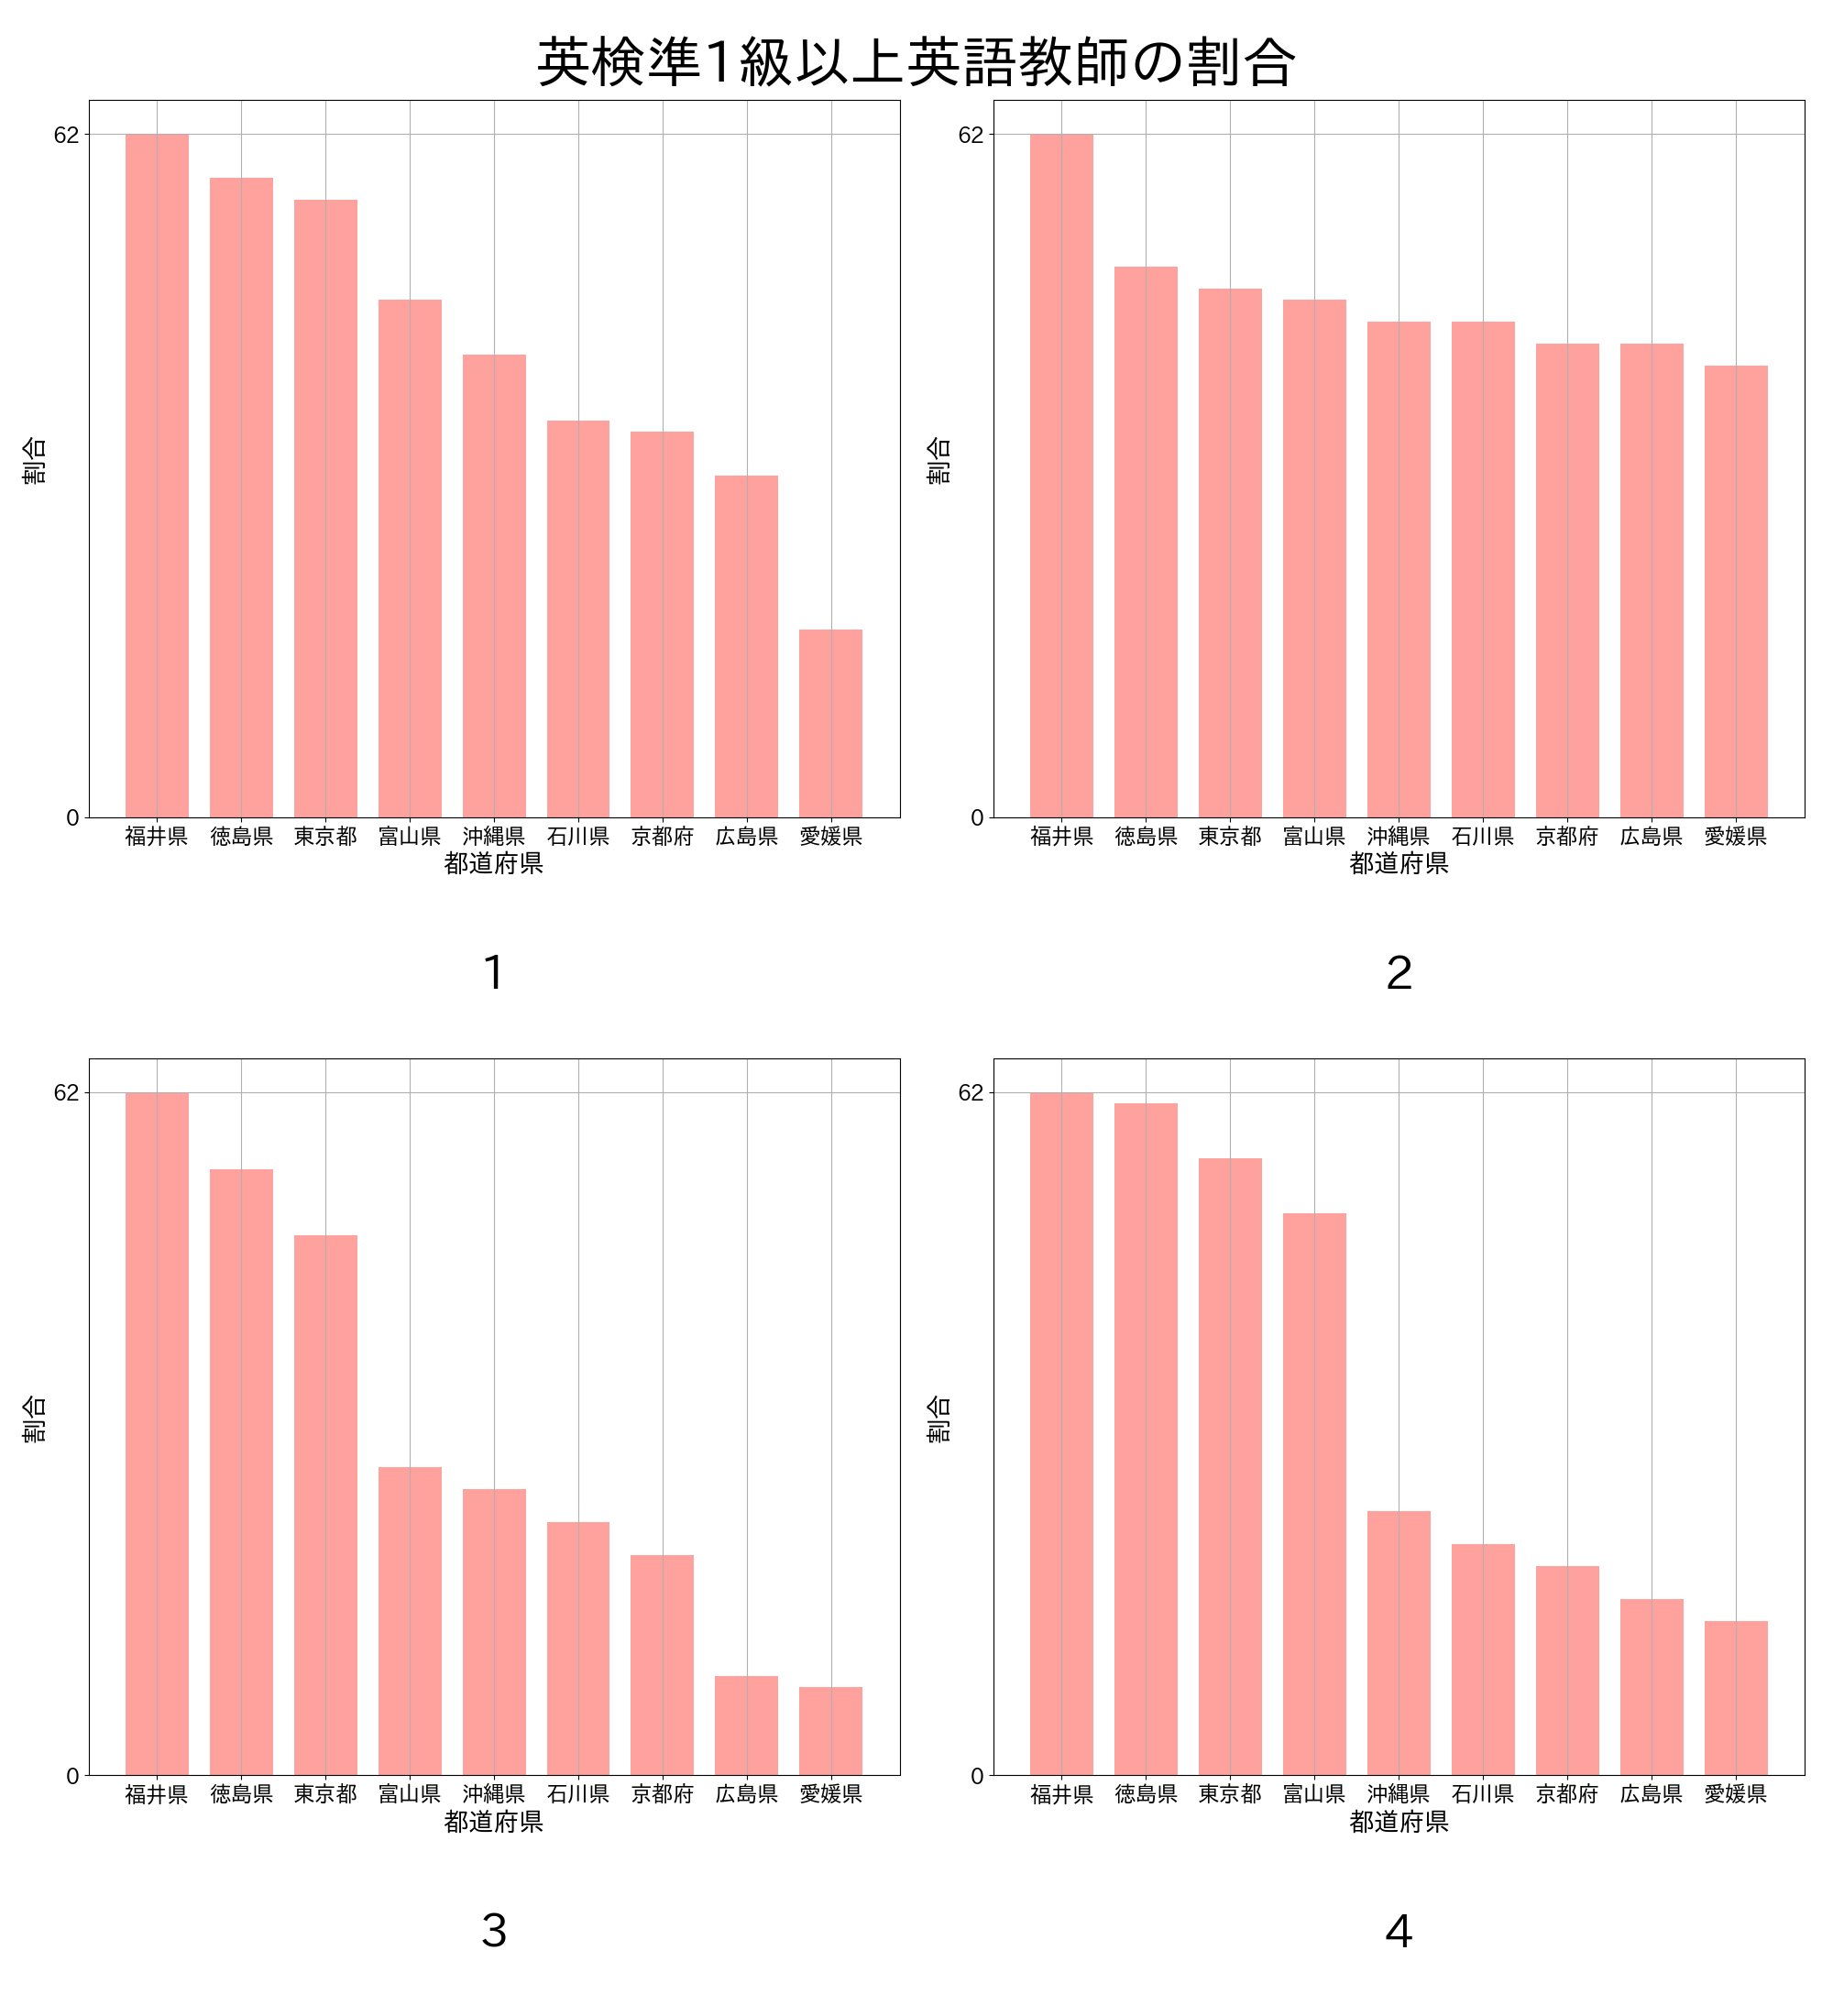 英検準1級以上英語教師の割合
62
0
割合
福井県 徳島県 東京都 富山県 沖縄県 石川県 京都府 広島県 愛媛県
都道府県
1
62
0
割合
福井県 徳島県 東京都 富山県 沖縄県 石川県 京都府 広島県 愛媛県
都道府県
2
62
0
割合
福井県 徳島県 東京都 富山県 沖縄県 石川県 京都府 広島県 愛媛県
都道府県
3
62
0
割合
福井県 徳島県 東京都 富山県 沖縄県 石川県 京都府 広島県 愛媛県
都道府県
4